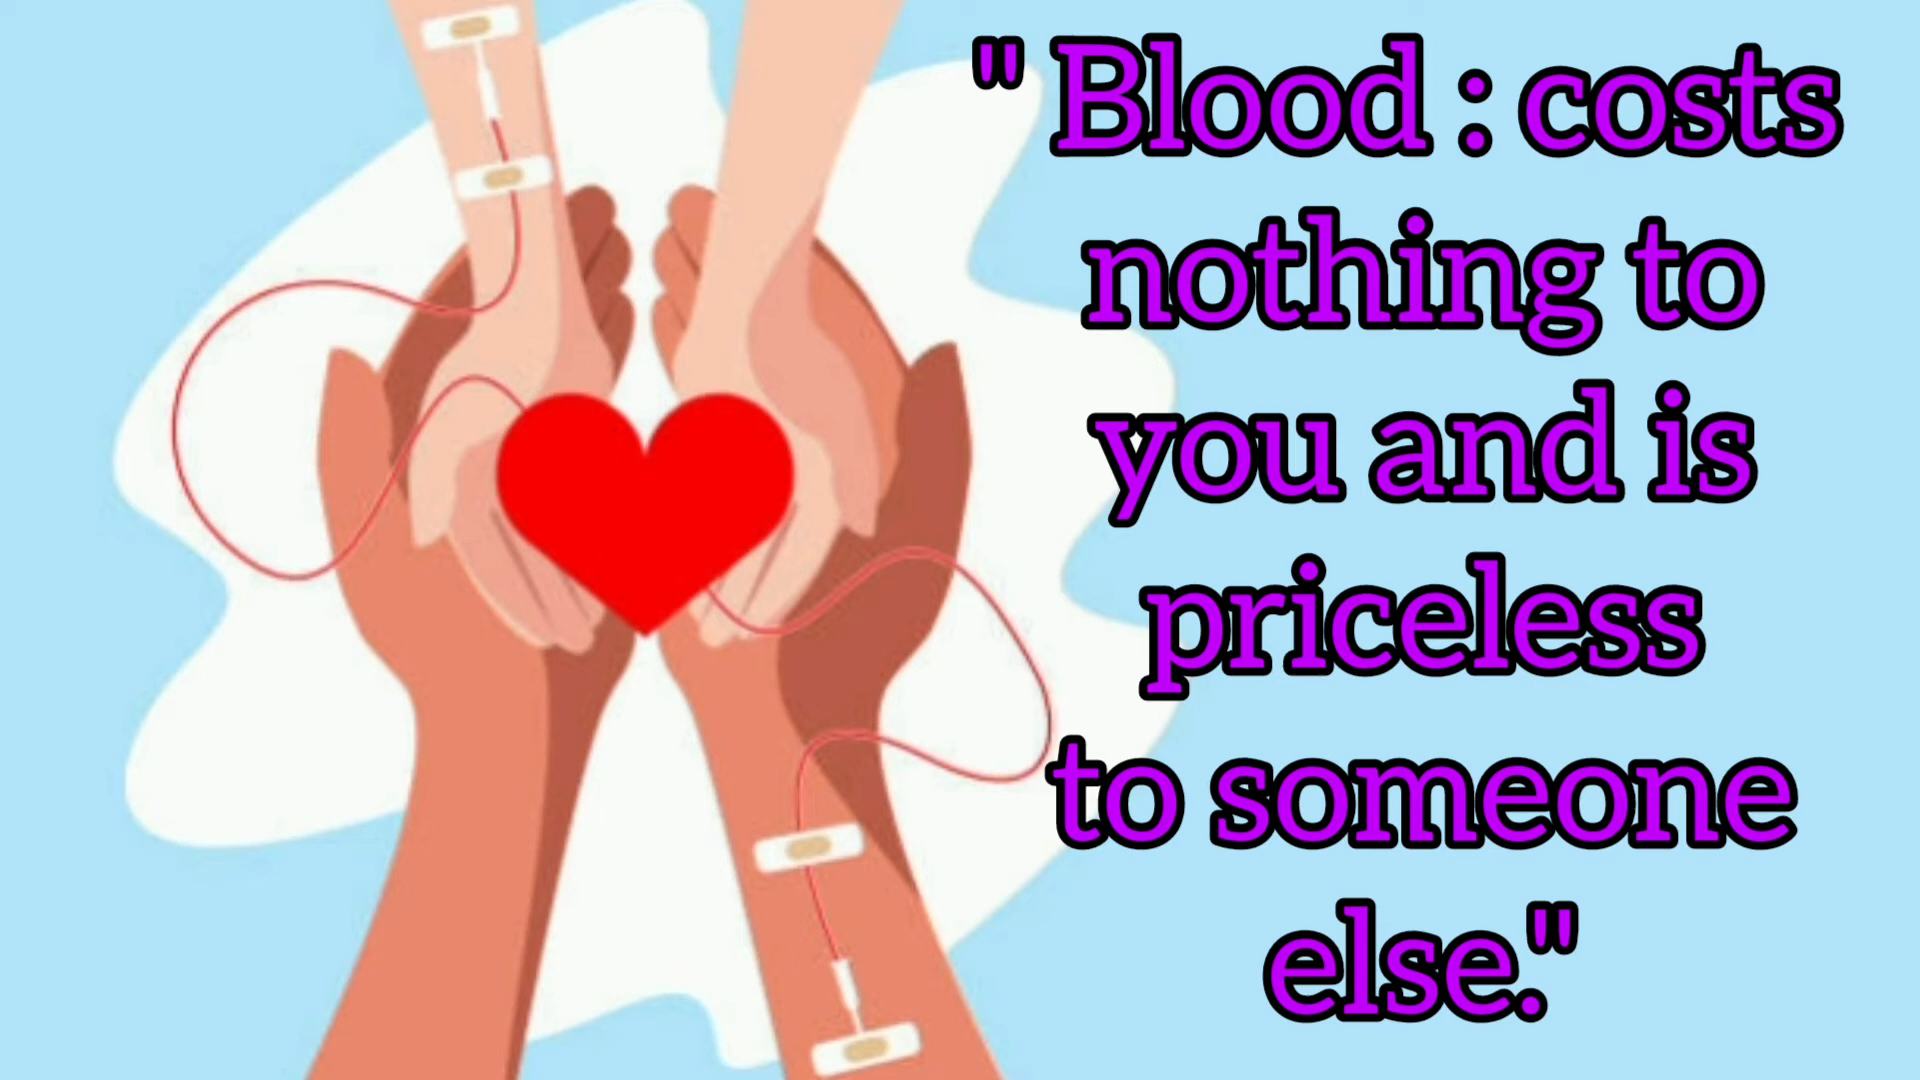 " Blood : costs
nothing to
you and is
priceless
to someone
else."